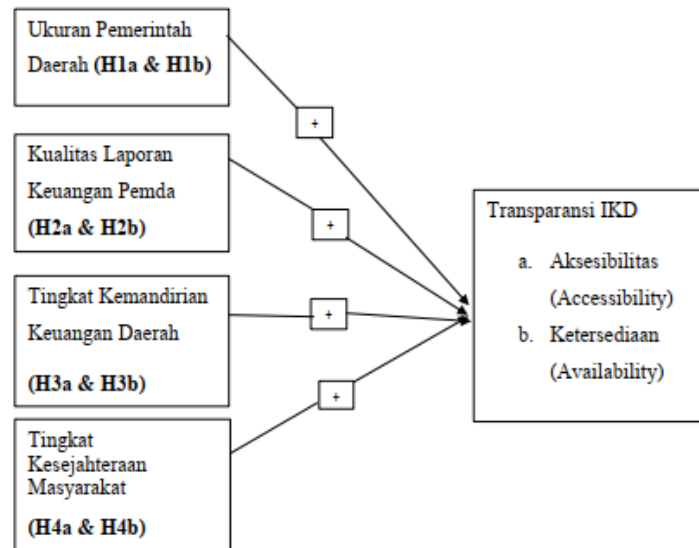 Ukuran Pemerintah
Daerah (H1a & H1b)
+
Kualitas Laporan
Keuangan Pemda
(H2a & H2b)
+
Tingkat Kemandirian
Keuangan Daerah
(H3a & H3b)
+
Tingkat
Kesejahteraan
Masyarakat
(H4a & H4b)
+
Transparansi IKD
a. Aksesibilitas
(Accessibility)
b. Ketersediaan
(Availability)